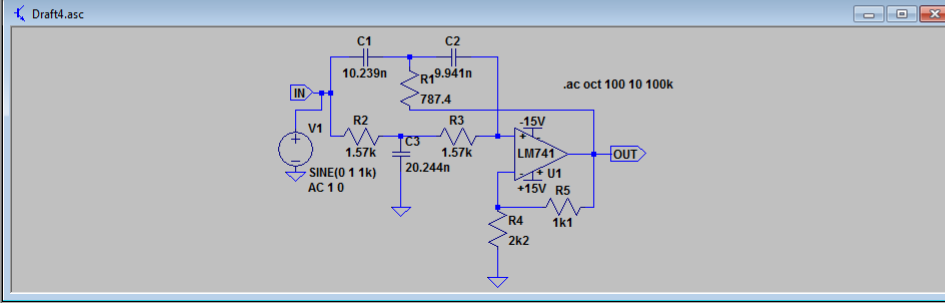 Draft4.asc
C1
C2
10.239n
9.941n
R1
787.4
.ac oct 100 10 100k
IN
V1
R2
R3
C3
-15V
1.57k
1.57k
20.244n
LM741
OUT
SINE(0 1 1k)
AC 1 0
U1
+15V
R5
1k1
R4
2k2